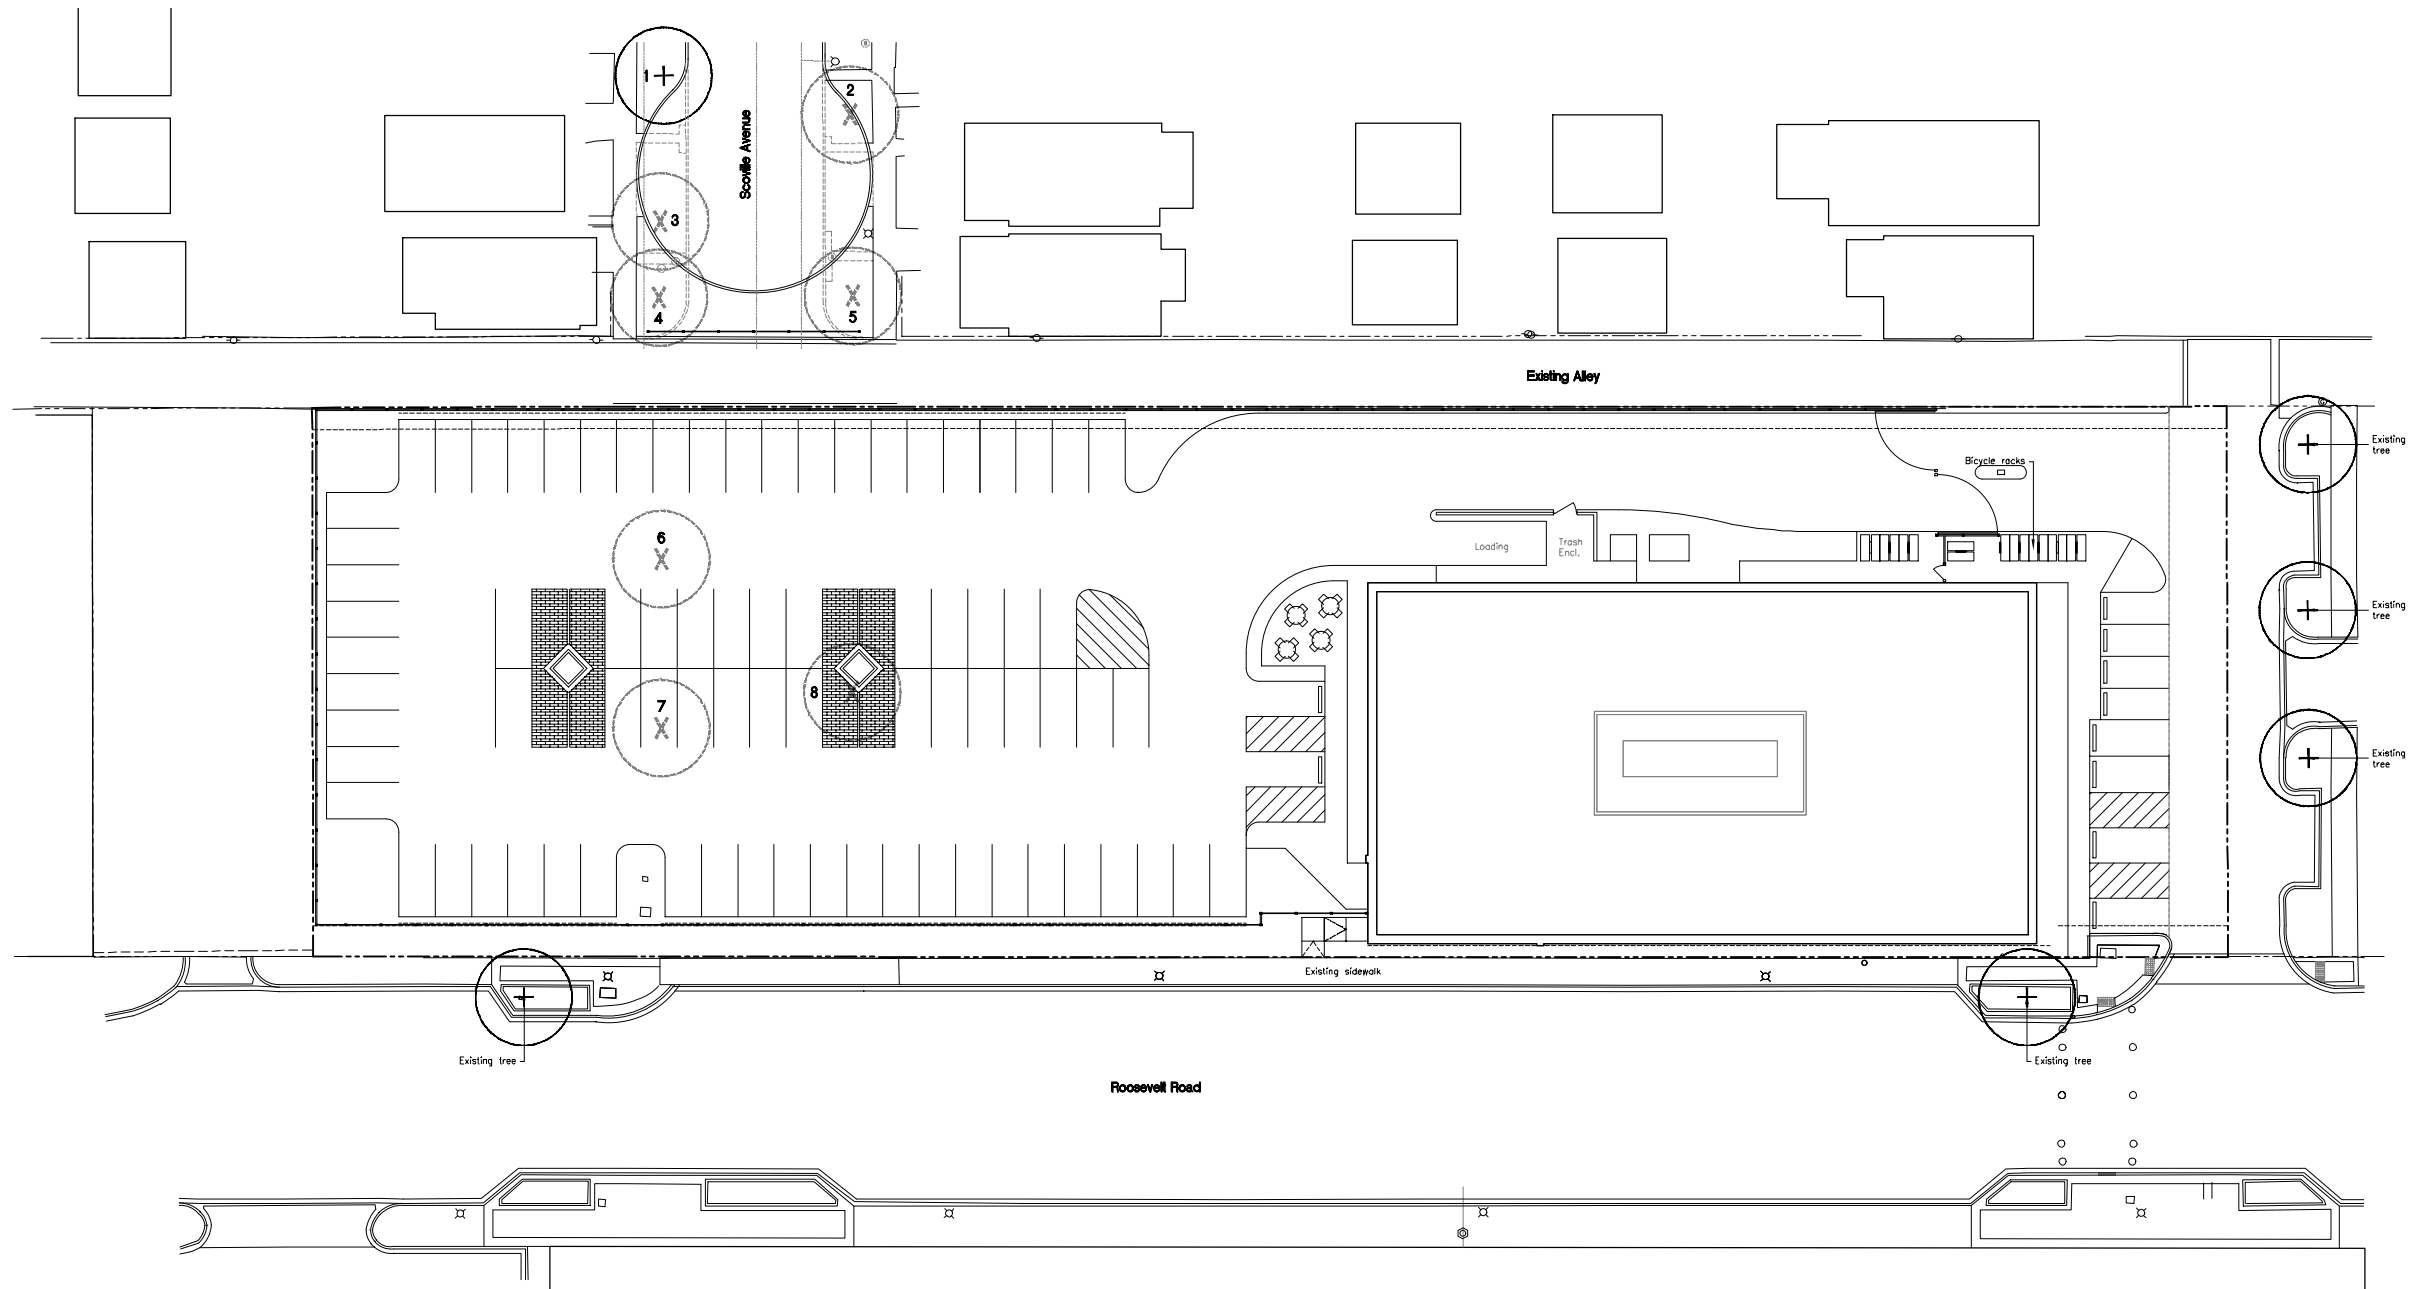 1
2
Scoville Avenue
3
4
5
Existing Alley
Existing
tree
Bicycle racks
6
Loading
Trash
Encl.
Existing
tree
8
7
Existing
tree
Existing sidewalk
Existing tree
Existing tree
Roosevelt Road